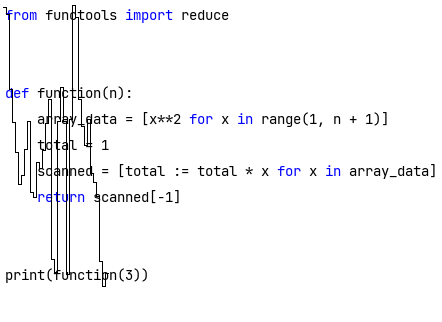 from functools import reduce
def function(n):
    array_data = [x**2 for x in range(1, n + 1)]
    total = 1
    scanned = [total := total * x for x in array_data]
    return scanned[-1]
print(function(3))